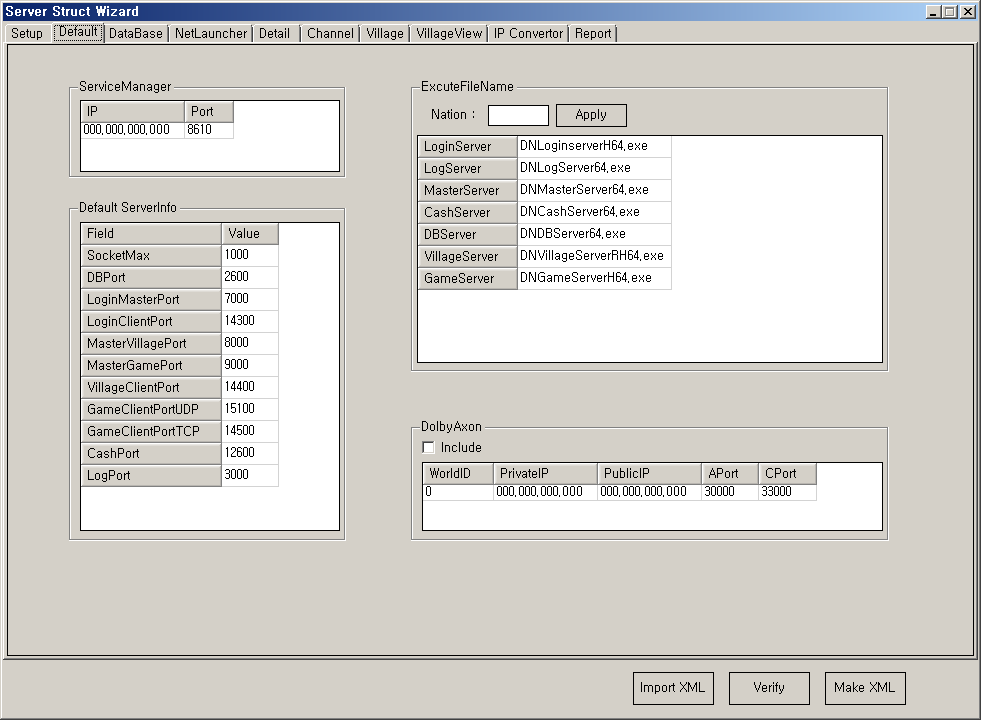 Server Struct Wizard
Setup Default DataBase NetLauncher Detail Channel Village VillageView IP Convertor Report
ServiceManager
IP Port
000,000,000,000 8610
Default ServerInfo
Field Value
SocketMax 1000
DBPort 2600
LoginMasterPort 7000
LoginClientPort 14300
MasterVillagePort 8000
MasterGamePort 9000
VillageClientPort 14400
GameClientPortUDP 15100
GameClientPortTCP 14500
CashPort 12600
LogPort 3000
ExcuteFileName
Nation : Apply
LoginServer DNLoginserverH64,exe
LogServer DNLogServer64,exe
MasterServer DNMasterServer64,exe
CashServer DNCashServer64,exe
DBServer DNDBServer64,exe
VillageServer DNVillageServerRH64,exe
GameServer DNGameServerH64,exe
DolbyAxon
Include
WorldID PrivateIP PublicIP APort CPort
0 000,000,000,000 000,000,000,000 30000 33000
Import XML Verify Make XML